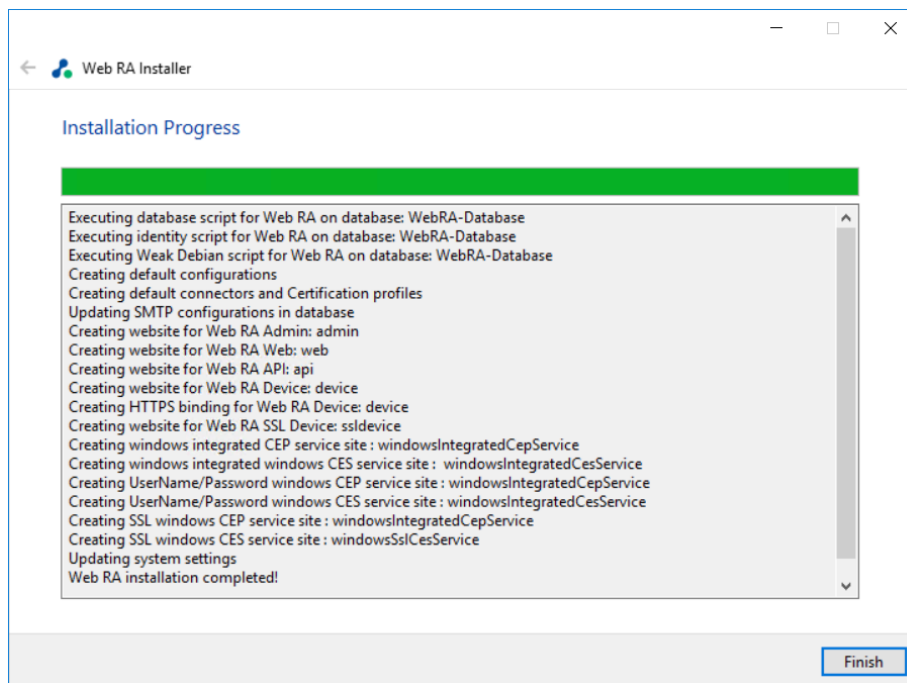 Web RA Installer
Installation Progress
Executing database script for Web RA on database: WebRA-Database
Executing identity script for Web RA on database: WebRA-Database
Executing Weak Debian script for Web RA on database: WebRA-Database
Creating default configurations
Creating default connectors and Certification profiles
Updating SMTP configurations in database
Creating website for Web RA Admin: admin
Creating website for Web RA Web: web
Creating website for Web RA API: api
Creating website for Web RA Device: device
Creating HTTPS binding for Web RA Device: device
Creating website for Web RA SSL Device: ssldevice
Creating windows integrated CEP service site : windowsIntegratedCepService
Creating windows integrated windows CES service site :  windowsIntegratedCesService
Creating UserName/Password windows CEP service site : windowsIntegratedCepService
Creating UserName/Password windows CES service site : windowsIntegratedCesService
Creating SSL windows CEP service site : windowsIntegratedCepService
Creating SSL windows CES service site : windowsSslCesService
Updating system settings
Web RA installation completed!
Finish